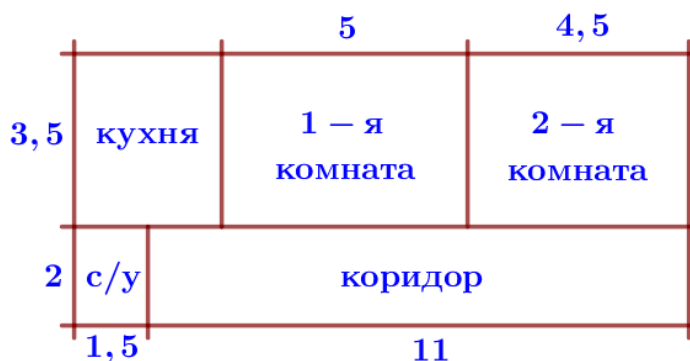 5 4,5
3,5 кухня 1 – я 2 – я
комната комната
2 с/у коридор
1,5 11